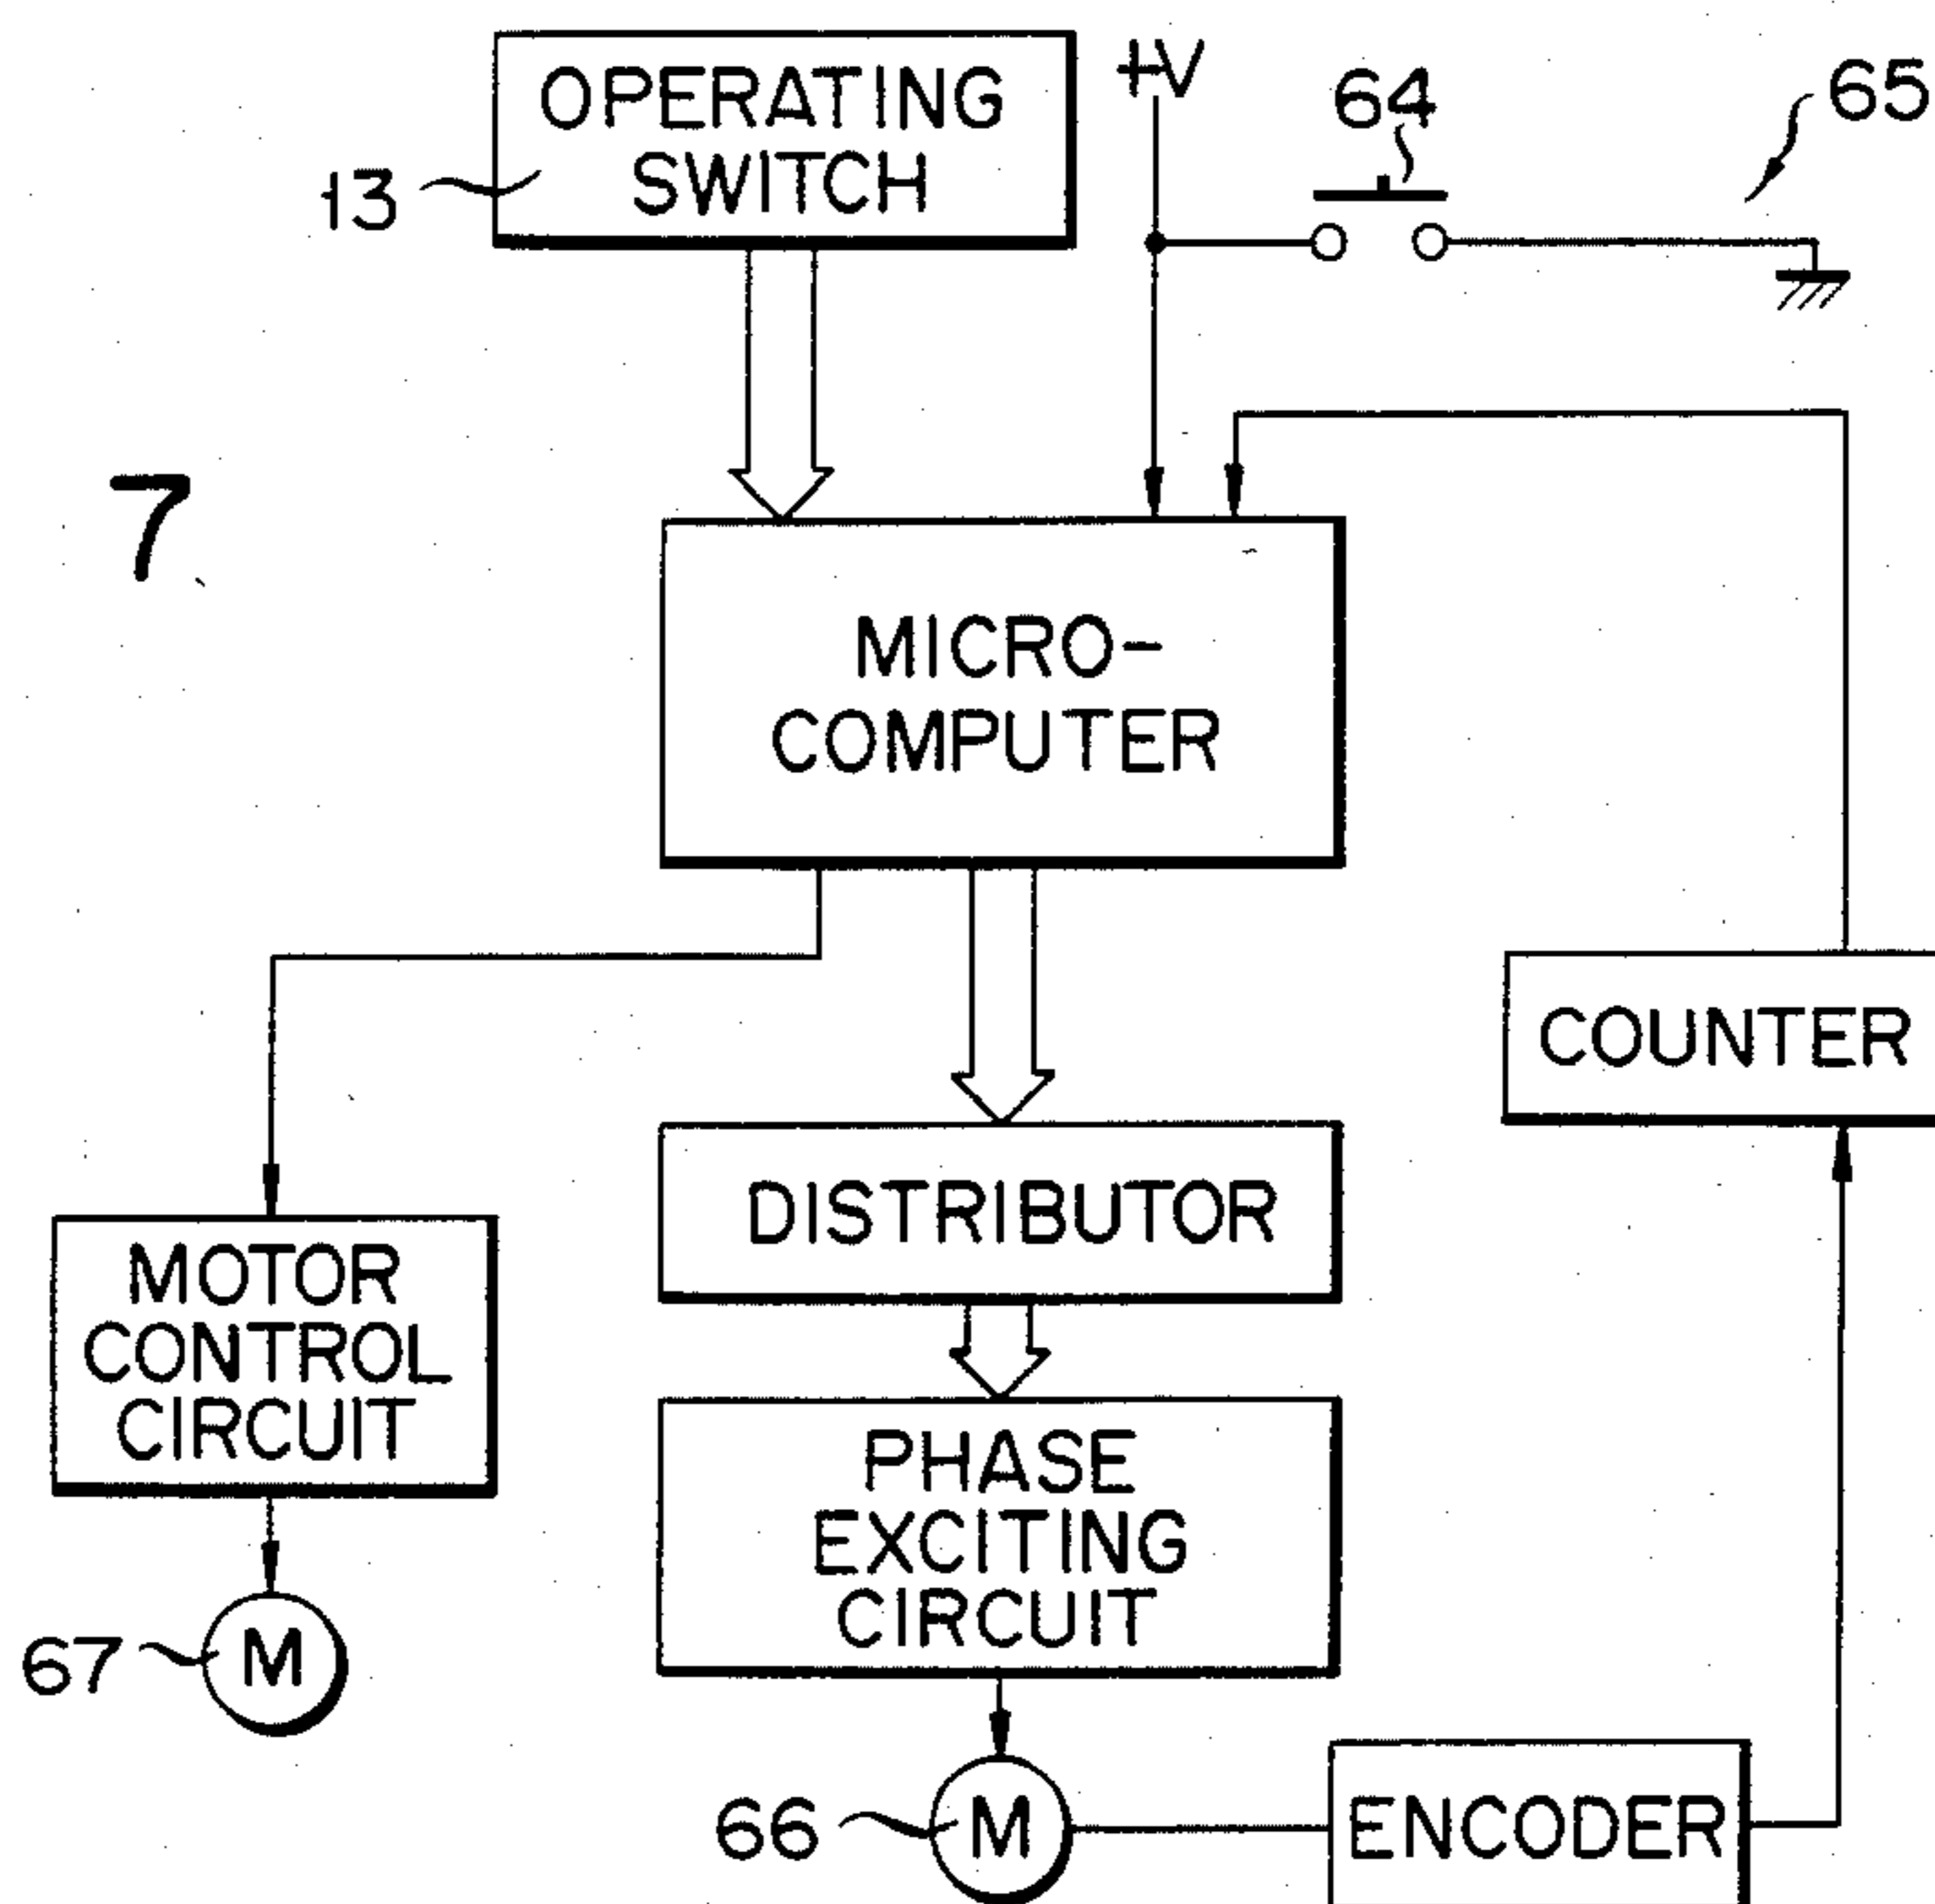 OPERATING
SWITCH
13
+V
64
65
7
MICRO-
COMPUTER
COUNTER
DISTRIBUTOR
MOTOR
CONTROL
CIRCUIT
PHASE
EXCITING
CIRCUIT
67
M
66
M
ENCODER